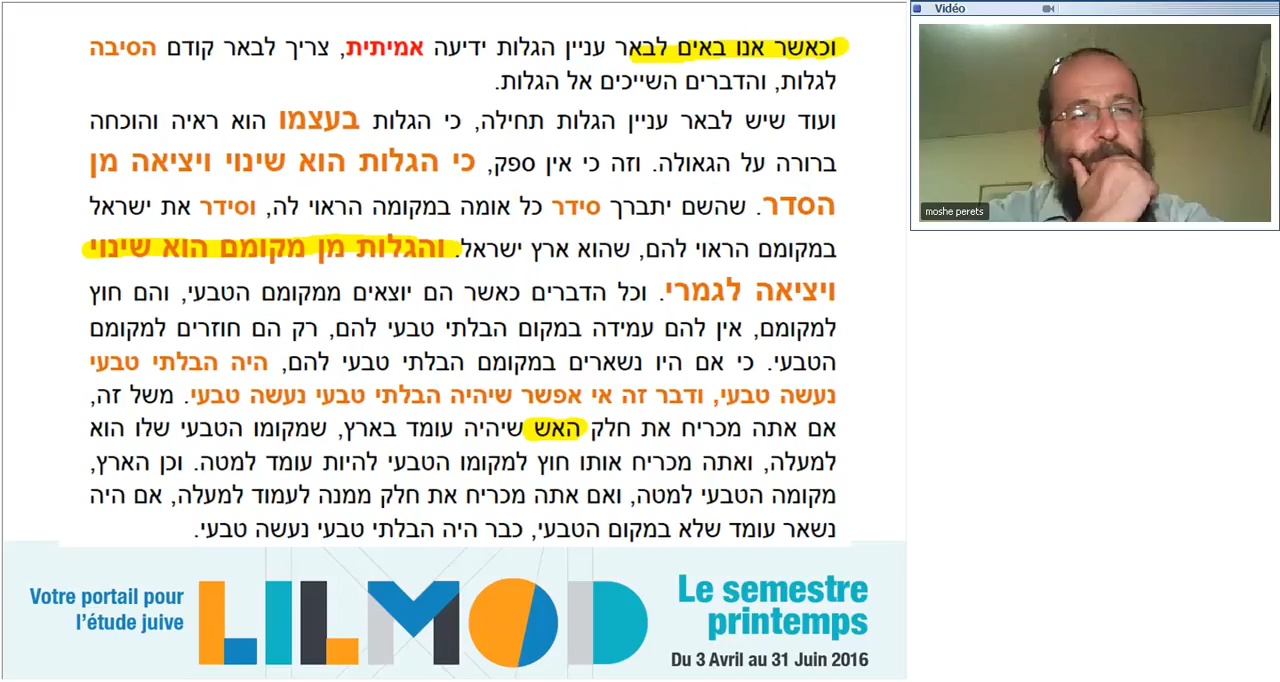 וכאשר אנו באים לבאר עניין הגלות ידיעה אמיתית, צריך לבאר קודם הסיבה
לגלות, והדברים השייכים אל הגלות.
ועוד שיש לבאר עניין הגלות תחילה, כי הגלות בעצמו הוא ראיה והוכחה
ברורה על הגאולה. וזה כי אין ספק, כי הגלות הוא שינוי ויציאה מן
הסדר. שהשם יתברך סידר כל אומה במקומה הראוי לה, וסידר את ישראל
במקומם הראוי להם, שהוא ארץ ישראל. והגלות מן מקומם הוא שינוי
ויציאה לגמרי. וכל הדברים כאשר הם יוצאים ממקומם הטבעי, והם חוץ
למקומם, אין להם עמידה במקום הבלתי טבעי להם, רק הם חוזרים למקומם
הטבעי. כי אם היו נשארים במקומם הבלתי טבעי להם, היה הבלתי טבעי
נעשה טבעי, ודבר זה אי אפשר שיהיה הבלתי טבעי נעשה טבעי. משל זה,
אם אתה מכריח את חלק האש שיהיה עומד בארץ, שמקומו הטבעי שלו הוא
למעלה, ואתה מכריח אותו חוץ למקומו הטבעי להיות עומד למטה. וכן הארץ,
מקומה הטבעי למטה, ואם אתה מכריח את חלק ממנה לעמוד למעלה, אם היה
נשאר עומד שלא במקום הטבעי, כבר היה הבלתי טבעי נעשה טבעי.
Votre portail pour
l'étude juive
LILMOD
Le semestre
printemps
Du 3 Avril au 31 Juin 2016
Vidéo
moshe perets